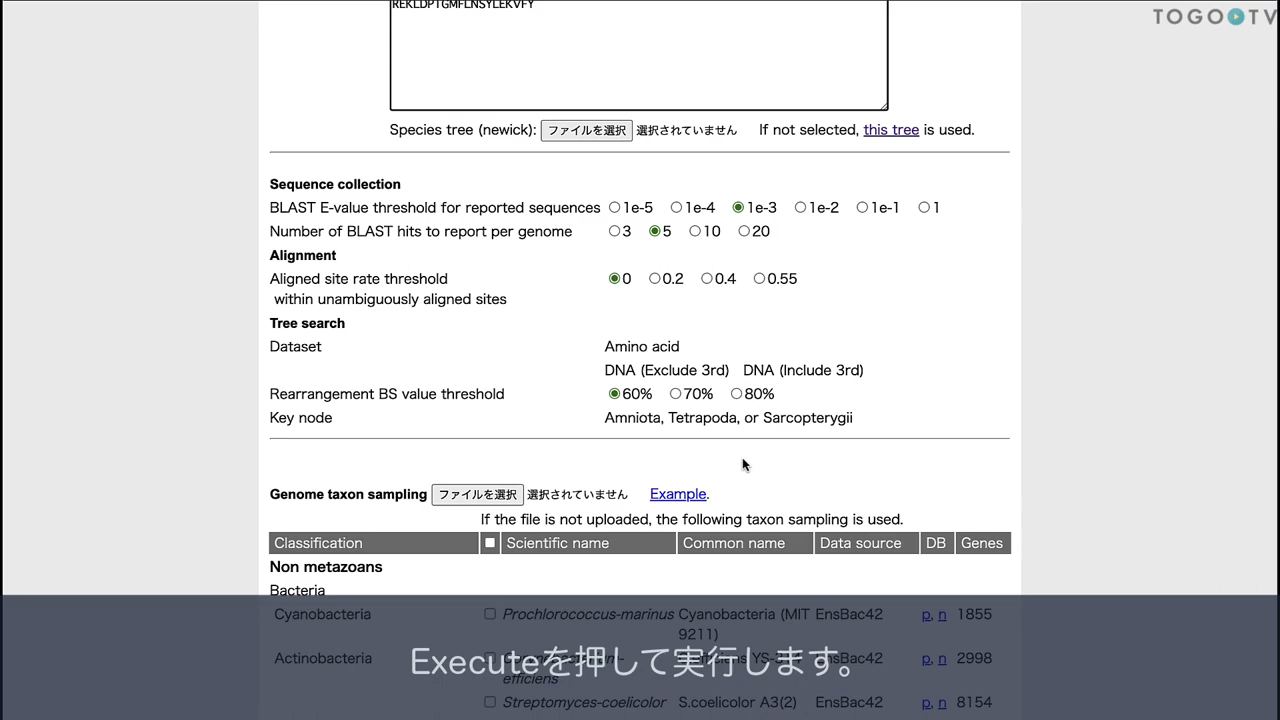 REKLDPTGMFLNSYLEKVFY
TOGO TV
Species tree (newick): ファイルを選択 選択されていません If not selected, this tree is used.
Sequence collection
BLAST E-value threshold for reported sequences 1e-5 1e-4 1e-3 1e-2 1e-1 1
Number of BLAST hits to report per genome 3 5 10 20
Alignment
Aligned site rate threshold 0 0.2 0.4 0.55
within unambiguously aligned sites
Tree search
Dataset Amino acid
DNA (Exclude 3rd) DNA (Include 3rd)
Rearrangement BS value threshold 60% 70% 80%
Key node Amniota, Tetrapoda, or Sarcopterygii
Genome taxon sampling ファイルを選択 選択されていません Example.
If the file is not uploaded, the following taxon sampling is used.
Classification Scientific name Common name Data source DB Genes
Non metazoans
Bacteria
Cyanobacteria Prochlorococcus-marinus Cyanobacteria (MIT EnsBac42 p, n 1855
9211)
Actinobacteria EnsBac42 p, n 2998
efficiens
Executeを押して実行します。
Streptomyces-coelicolor S.coelicolor A3(2) EnsBac42 p, n 8154